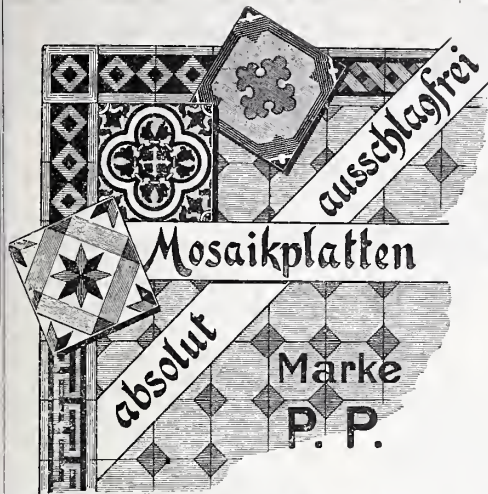 absolut ausschlagfrei
Mosaikplatten
Marke
P. P.